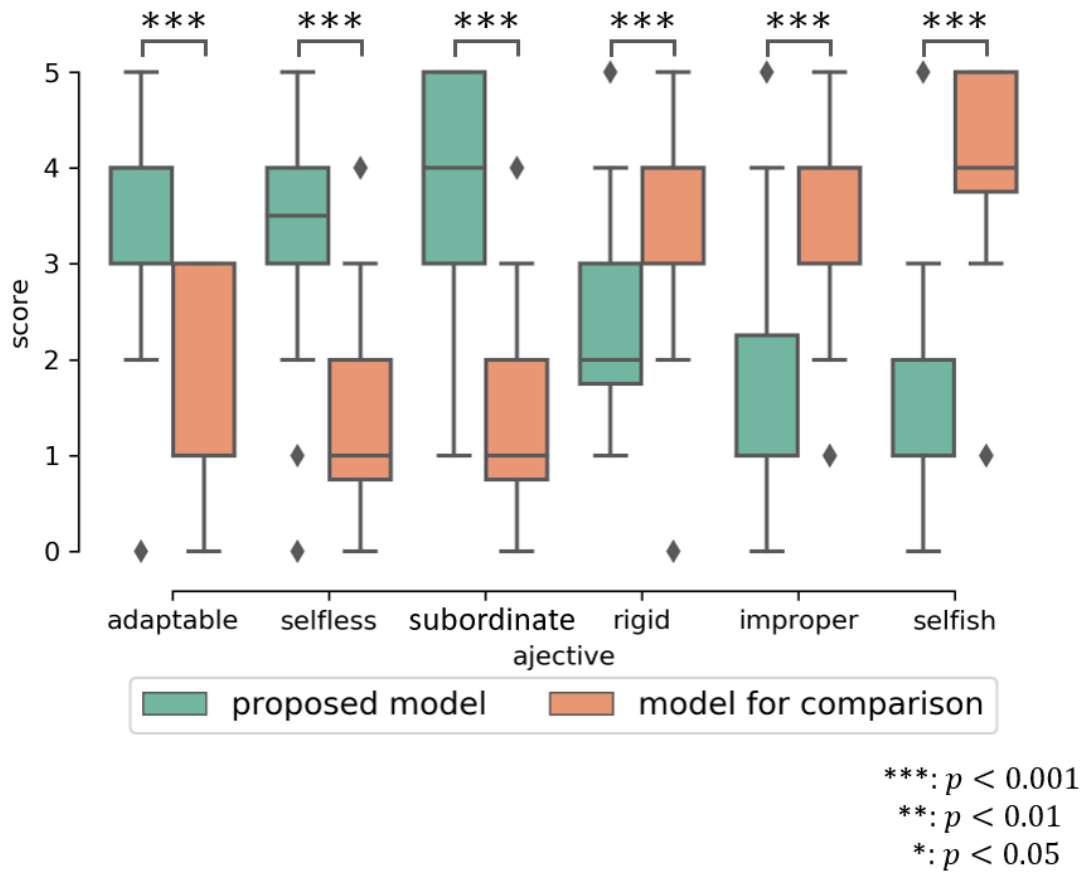 *** *** *** *** *** ***
5
4
3
2
1
0
score
adaptable selfless subordinate rigid improper selfish
ajective
proposed model model for comparison
***: p < 0.001
**: p < 0.01
*: p < 0.05